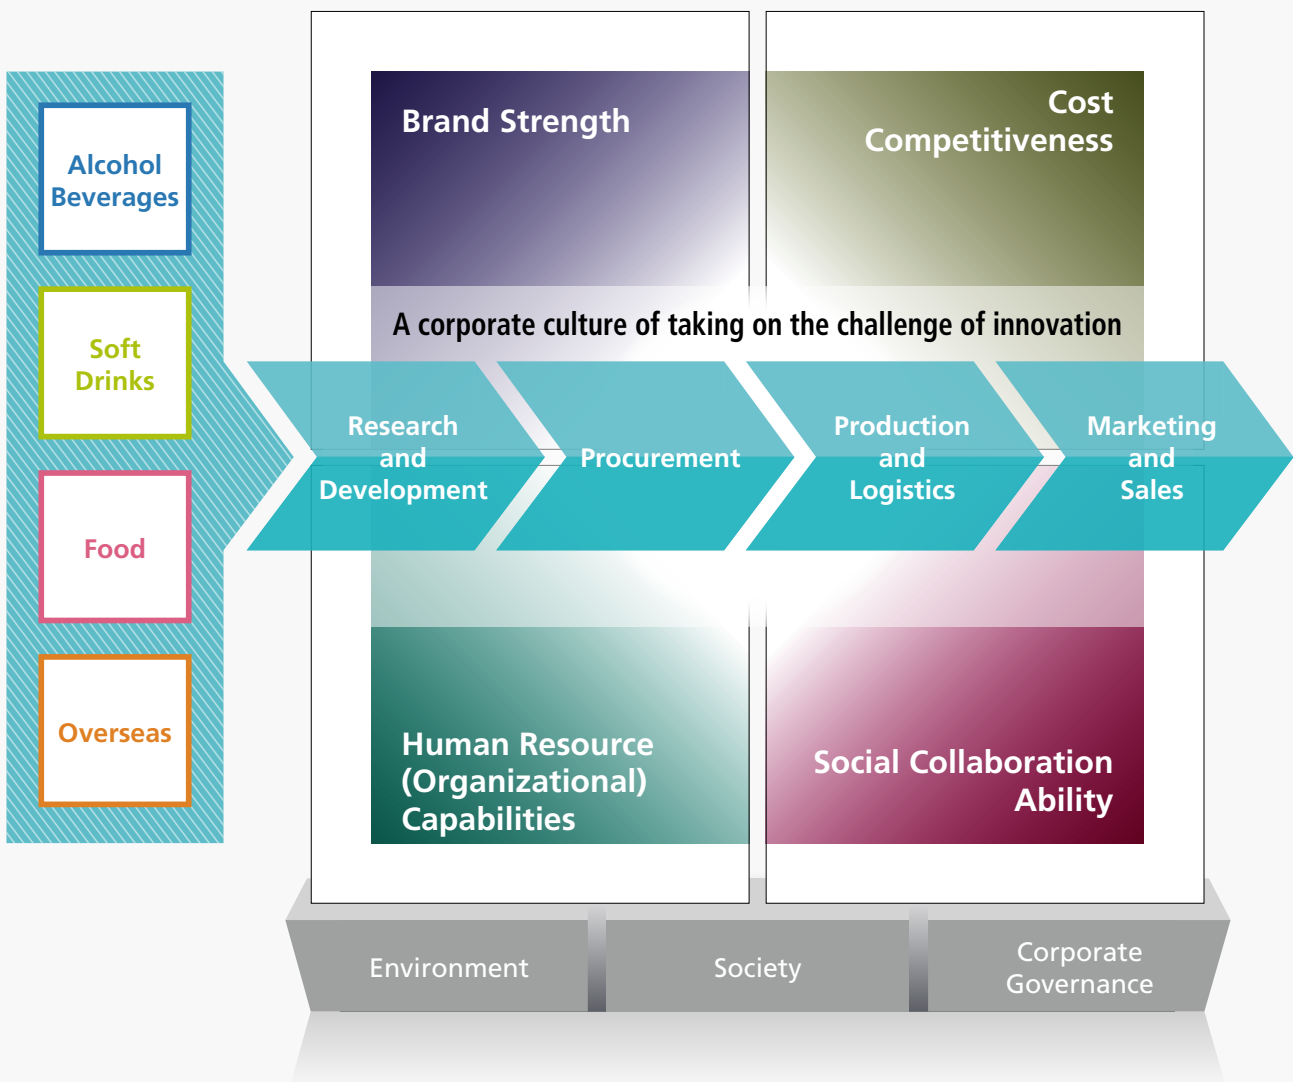 Alcohol
Beverages
Soft
Drinks
Food
Overseas
Brand Strength
Cost
Competitiveness
A corporate culture of taking on the challenge of innovation
Research
and
Development
Procurement
Production
and
Logistics
Marketing
and
Sales
Human Resource
(Organizational)
Capabilities
Social Collaboration
Ability
Environment
Society
Corporate
Governance